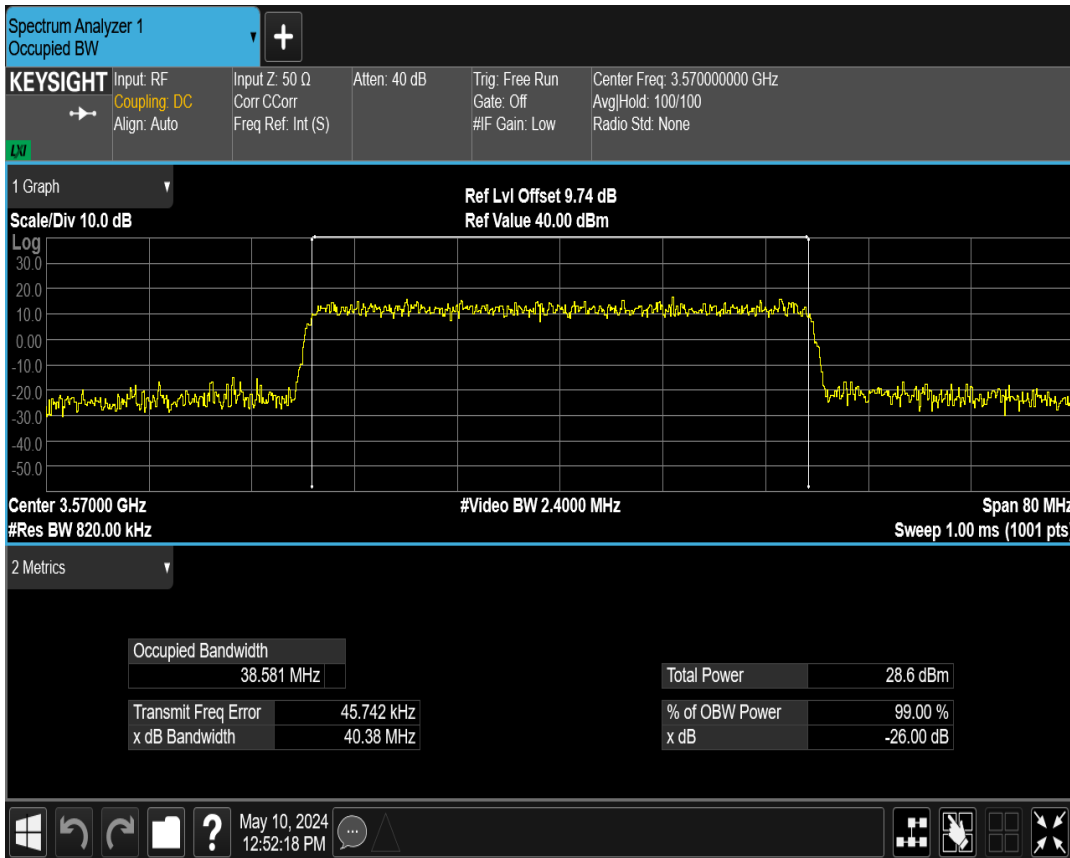 Spectrum Analyzer 1
Occupied BW
KEYSIGHT
LXI
Input: RF
Coupling: DC
Align: Auto
Input Z: 50 Ω
Corr CCorr
Freq Ref: Int (S)
Atten: 40 dB
Trig: Free Run
Gate: Off
#IF Gain: Low
Center Freq: 3.570000000 GHz
Avg|Hold: 100/100
Radio Std: None
1 Graph
Scale/Div 10.0 dB
Ref Lvl Offset 9.74 dB
Ref Value 40.00 dBm
Log
30.0
20.0
10.0
0.00
-10.0
-20.0
-30.0
-40.0
-50.0
Center 3.57000 GHz
#Video BW 2.4000 MHz
Span 80 MHz
#Res BW 820.00 kHz
Sweep 1.00 ms (1001 pts)
2 Metrics
Occupied Bandwidth
38.581 MHz
Total Power 28.6 dBm
Transmit Freq Error 45.742 kHz
% of OBW Power 99.00 %
x dB Bandwidth 40.38 MHz
x dB -26.00 dB
?
May 10, 2024
12:52:18 PM